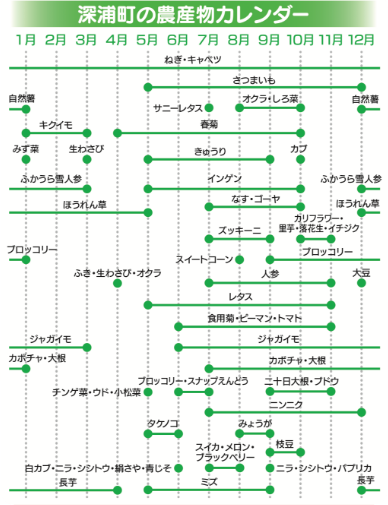 深浦町の農産物カレンダー
1月 2月 3月 4月 5月 6月 7月 8月 9月 10月 11月 12月
ねぎ・キャベツ
さつまいも
自然薯 サニーレタス オクラ・しろ菜 自然薯
キクイモ 春菊
みず菜 生わさび きゅうり カブ
ふかうら雪人参 インゲン ふかうら雪人参
ほうれん草 なす・ゴーヤ ほうれん草
ズッキーニ カリフラワー・
里芋・落花生・イチジク
ブロッコリー スイートコーン ブロッコリー
ふき・生わさび・オクラ 人参 大豆
レタス
食用菊・ピーマン・トマト
ジャガイモ ジャガイモ
カボチャ・大根 カボチャ・大根
チンゲ菜・ウド・小松菜 ブロッコリー・スナップえんどう 二十日大根・ブドウ
ニンニク
タケノコ みょうが
スイカ・メロン・
ブラックベリー 枝豆
白カブ・ニラ・シシトウ・絹さや・青じそ ニラ・シシトウ・パプリカ
長芋 ミズ 長芋